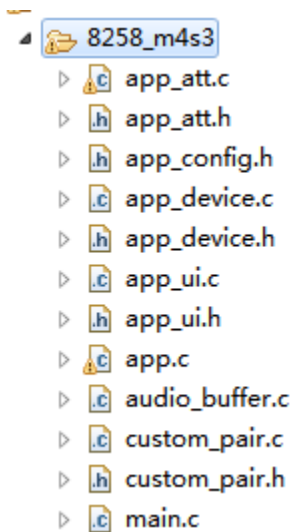 8258_m4s3
app_att.c
app_att.h
app_config.h
app_device.c
app_device.h
app_ui.c
app_ui.h
app.c
audio_buffer.c
custom_pair.c
custom_pair.h
main.c